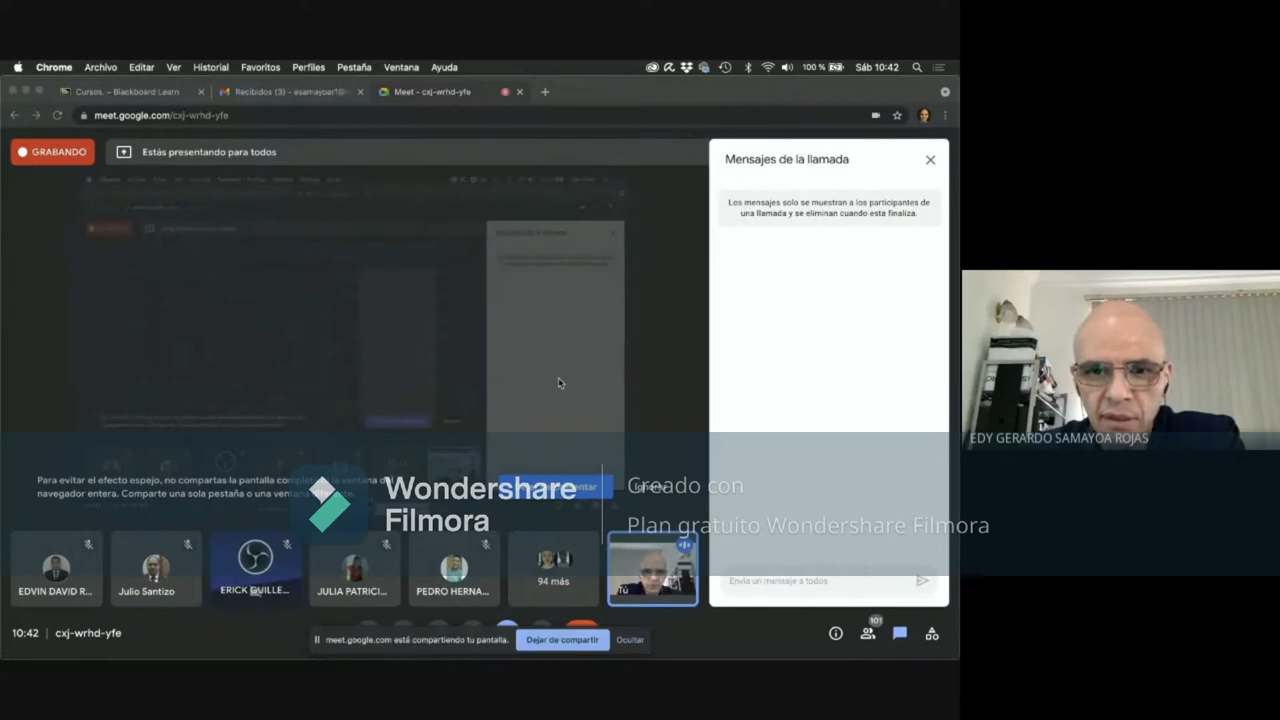 Chrome Archivo Editar Ver Historial Favoritos Perfiles Pestaña Ventana Ayuda 100 % Sáb 10:42
Cursos. – Blackboard Learn Recibidos (3) - esamayoarf@ Meet - cxj-wrhd-yfe
meet.google.com/cxj-wrhd-yfe
GRABANDO Estás presentando para todos
Mensajes de la llamada
Los mensajes solo se muestran a los participantes de
una llamada y se eliminan cuando esta finaliza.
EDY GERARDO SAMAYOA ROJAS
Para evitar el efecto espejo, no compartas la pantalla
navegador entera. Comparte una sola pestaña o una
Wondershare
Filmora
Creado con
Plan gratuito Wondershare Filmora
EDVIN DAVID R...
Julio Santizo
ERICK GUILLE...
JULIA PATRICI...
PEDRO HERNA...
94 más
Tú
Envía un mensaje a todos
10:42 | cxj-wrhd-yfe
meet.google.com está compartiendo tu pantalla. Dejar de compartir Ocultar
101